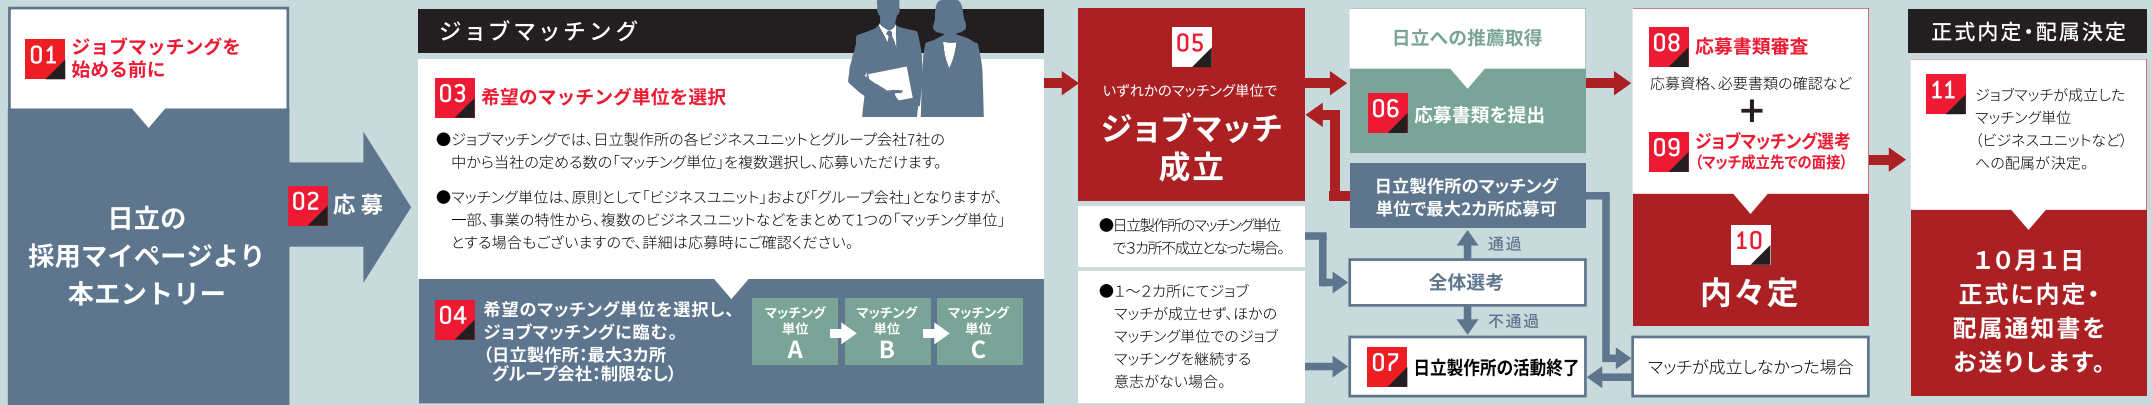 01
ジョブマッチングを
始める前に
日立の
採用マイページより
本エントリー
02
応募
ジョブマッチング
03
希望のマッチング単位を選択
●ジョブマッチングでは、日立製作所の各ビジネスユニットとグループ会社7社の
中から当社の定める数の「マッチング単位」を複数選択し、応募いただけます。
●マッチング単位は、原則として「ビジネスユニット」および「グループ会社」となりますが、
一部、事業の特性から、複数のビジネスユニットなどをまとめて1つの「マッチング単位」
とする場合もございますので、詳細は応募時にご確認ください。
04
希望のマッチング単位を選択し、
ジョブマッチングに臨む。
（日立製作所：最大3カ所
グループ会社：制限なし）
マッチング
単位
A
マッチング
単位
B
マッチング
単位
C
05
いずれかのマッチング単位で
ジョブマッチ
成立
●日立製作所のマッチング単位
で3カ所不成立となった場合。
●1～2カ所にてジョブ
マッチが成立せず、ほかの
マッチング単位でのジョブ
マッチングを継続する
意志がない場合。
日立への推薦取得
06
応募書類を提出
日立製作所のマッチング
単位で最大2カ所応募可
通過
全体選考
不通過
07
日立製作所の活動終了
08
応募書類審査
応募資格、必要書類の確認など
＋
09
ジョブマッチング選考
（マッチ成立先での面接）
10
内々定
マッチが成立しなかった場合
正式内定・配属決定
11
ジョブマッチが成立した
マッチング単位
（ビジネスユニットなど）
への配属が決定。
10月1日
正式に内定・
配属通知書を
お送りします。